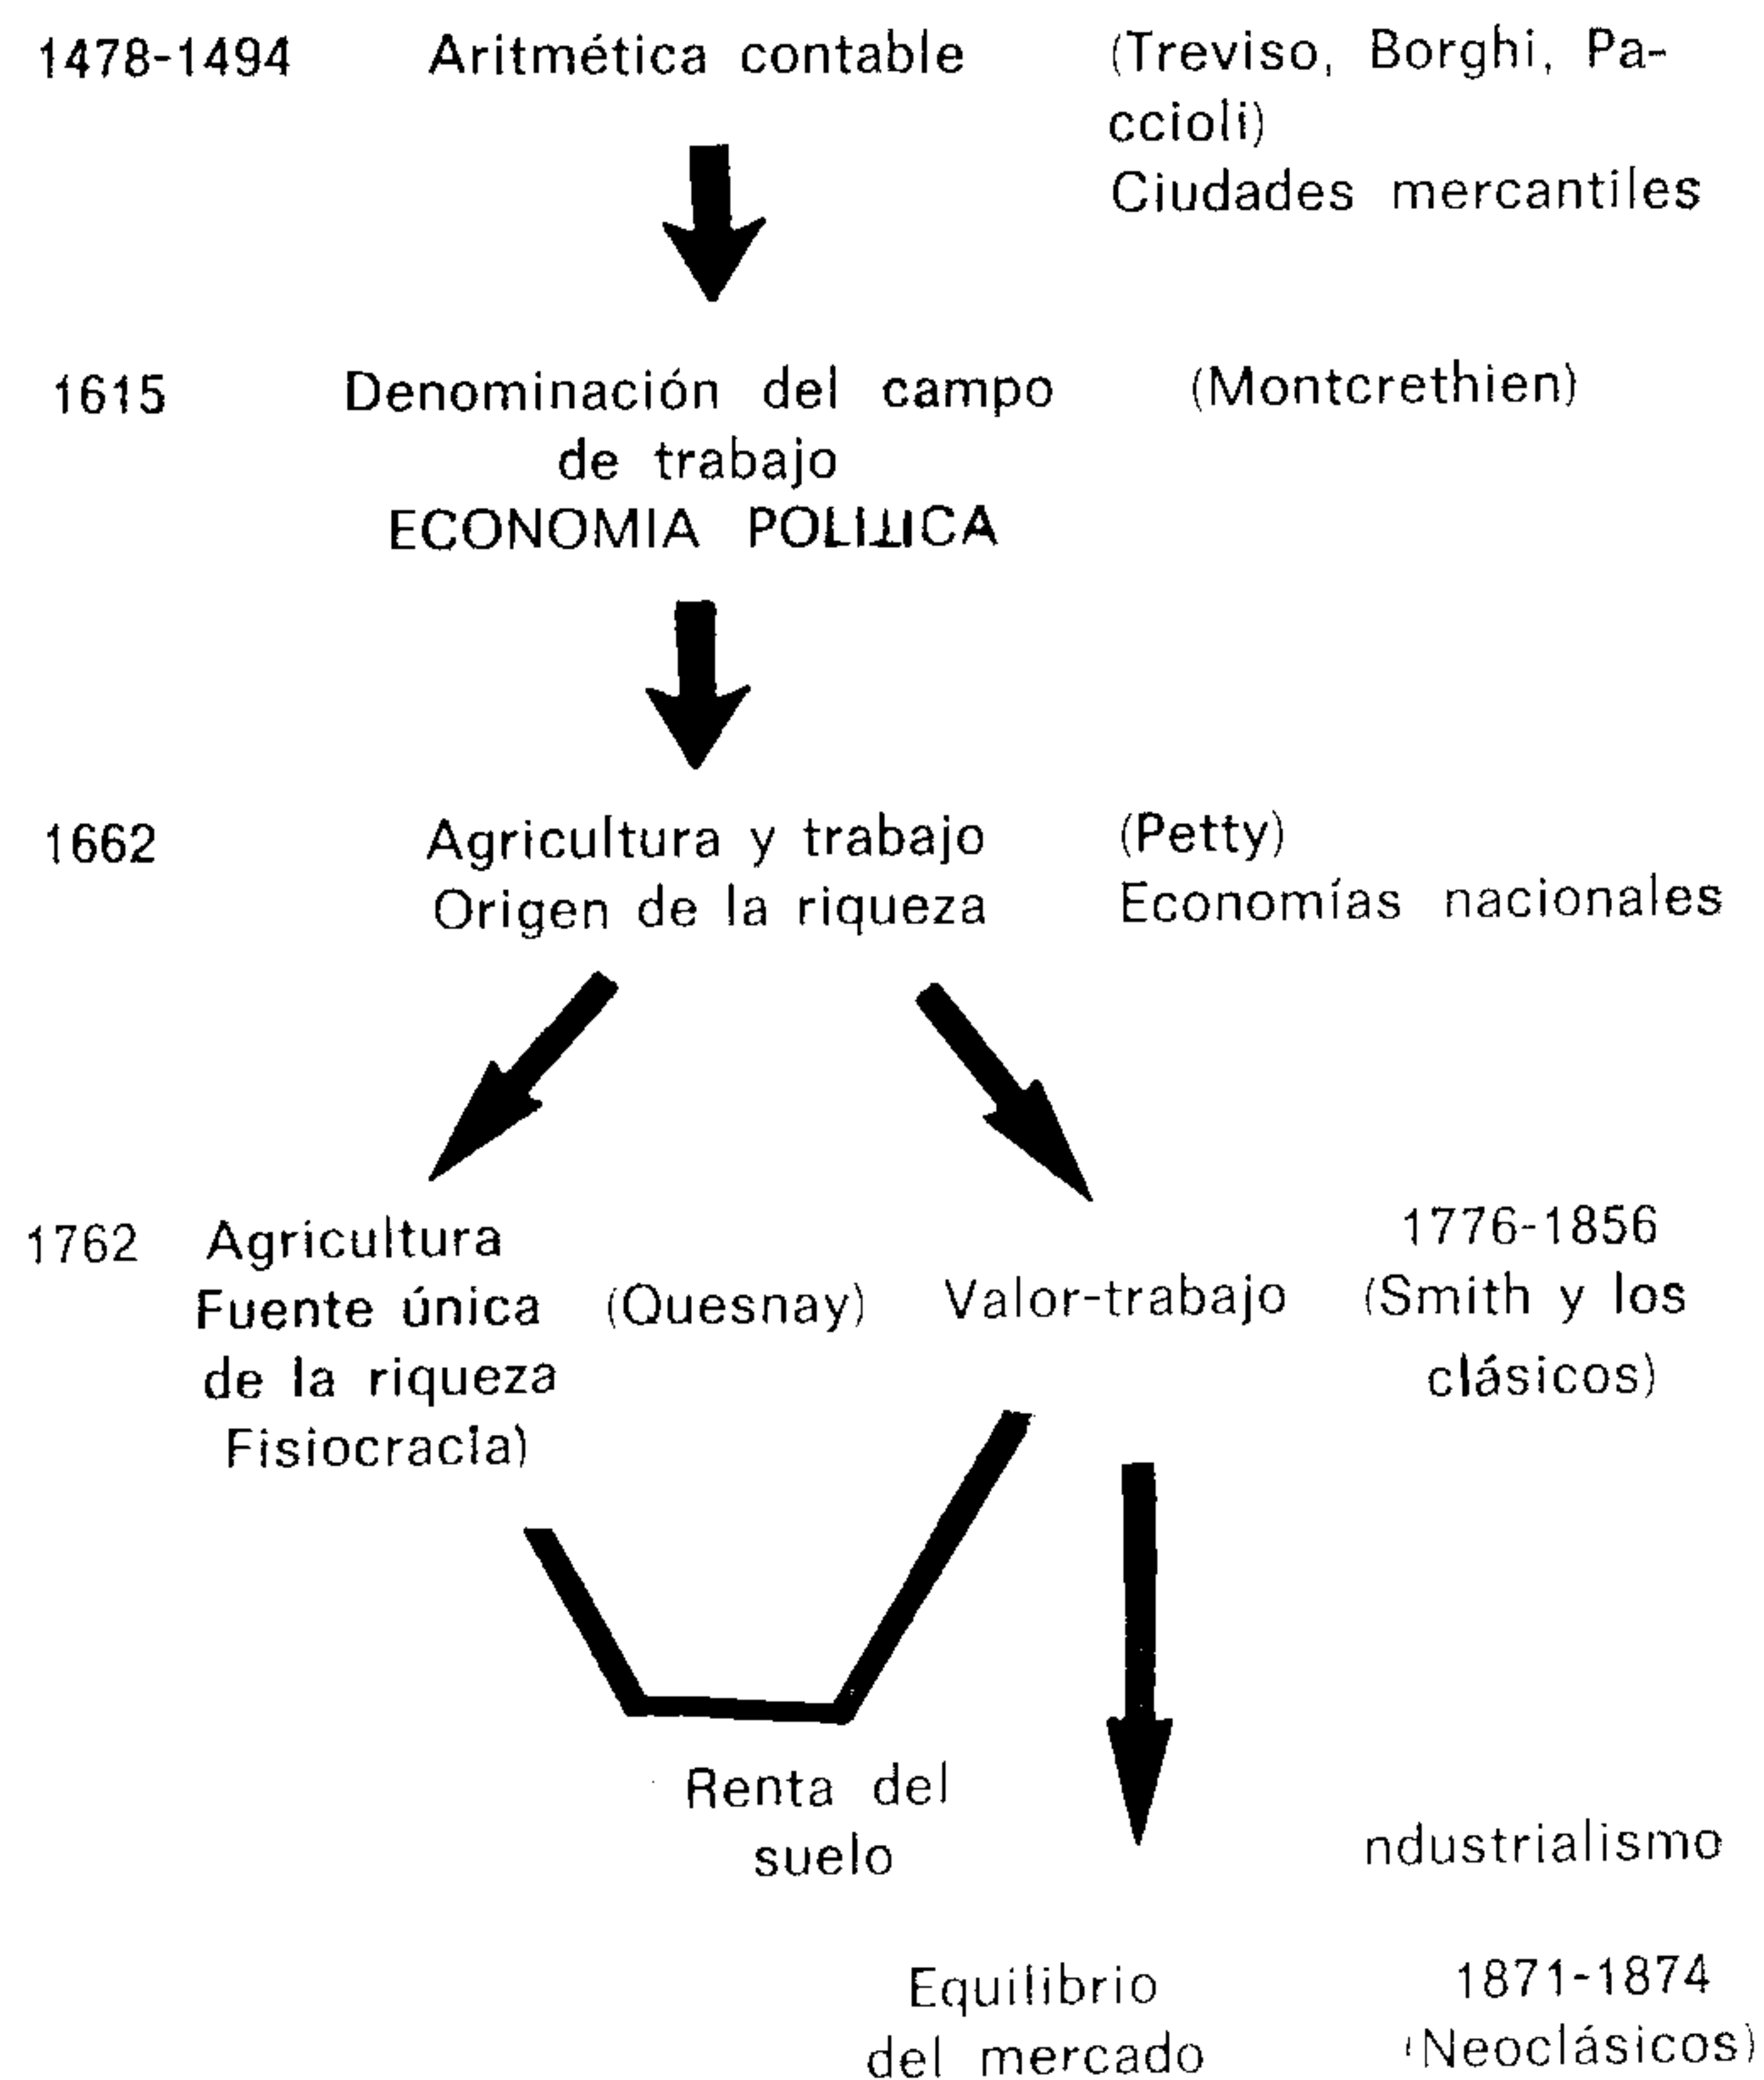 1478-1494 Aritmética contable (Treviso, Borghi, Pa-
ccioli)
Ciudades mercantiles
1615 Denominación del campo (Montcrethien)
de trabajo
ECONOMIA POLITICA
1662 Agricultura y trabajo (Petty)
Origen de la riqueza Economías nacionales
1762 Agricultura 1776-1856
Fuente única (Quesnay) Valor-trabajo (Smith y los
de la riqueza clásicos)
Fisiocracia)
Renta del
suelo ndustrialismo
Equilibrio 1871-1874
del mercado (Neoclásicos)